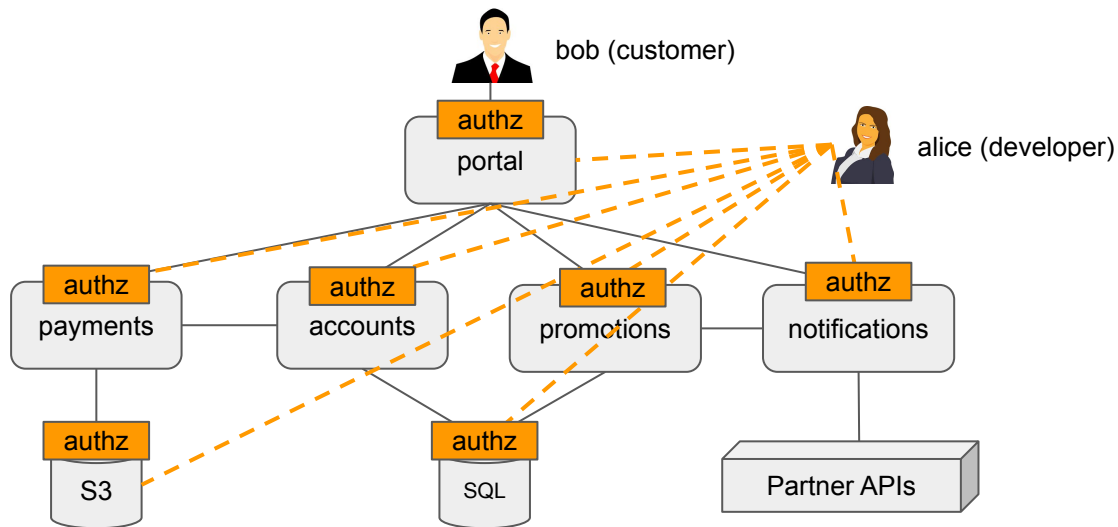 bob (customer)
authz
portal
alice (developer)
authz
payments
authz
accounts
authz
promotions
authz
notifications
authz
S3
authz
SQL
Partner APIs